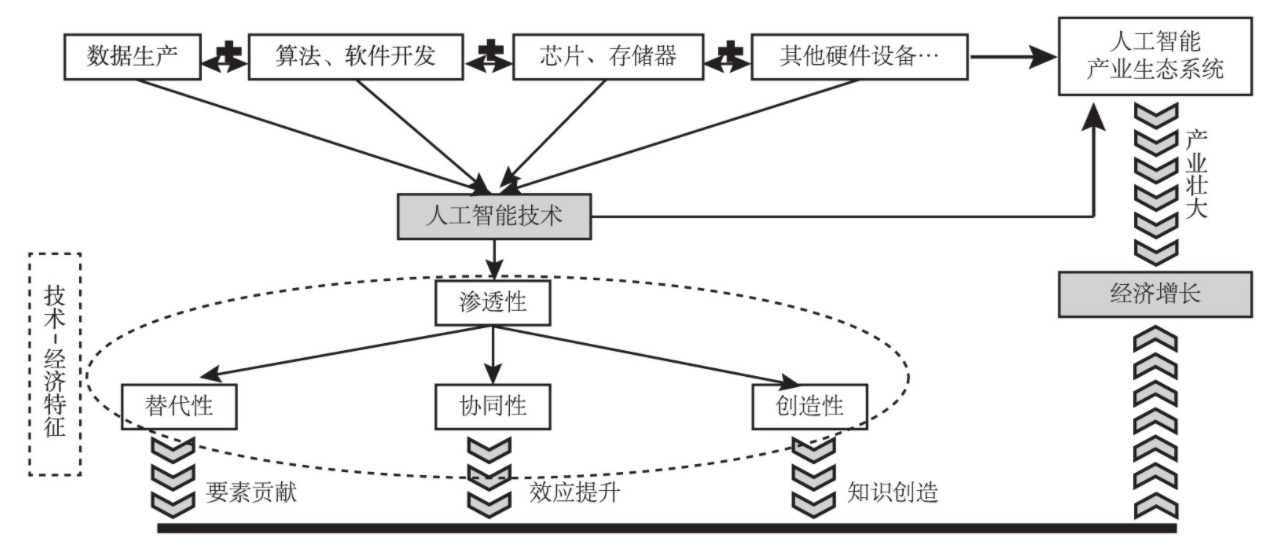 数据生产
算法、软件开发
芯片、存储器
其他硬件设备…
人工智能
产业生态系统
产业壮大
人工智能技术
经济增长
技术-经济特征
渗透性
替代性
协同性
创造性
要素贡献
效应提升
知识创造